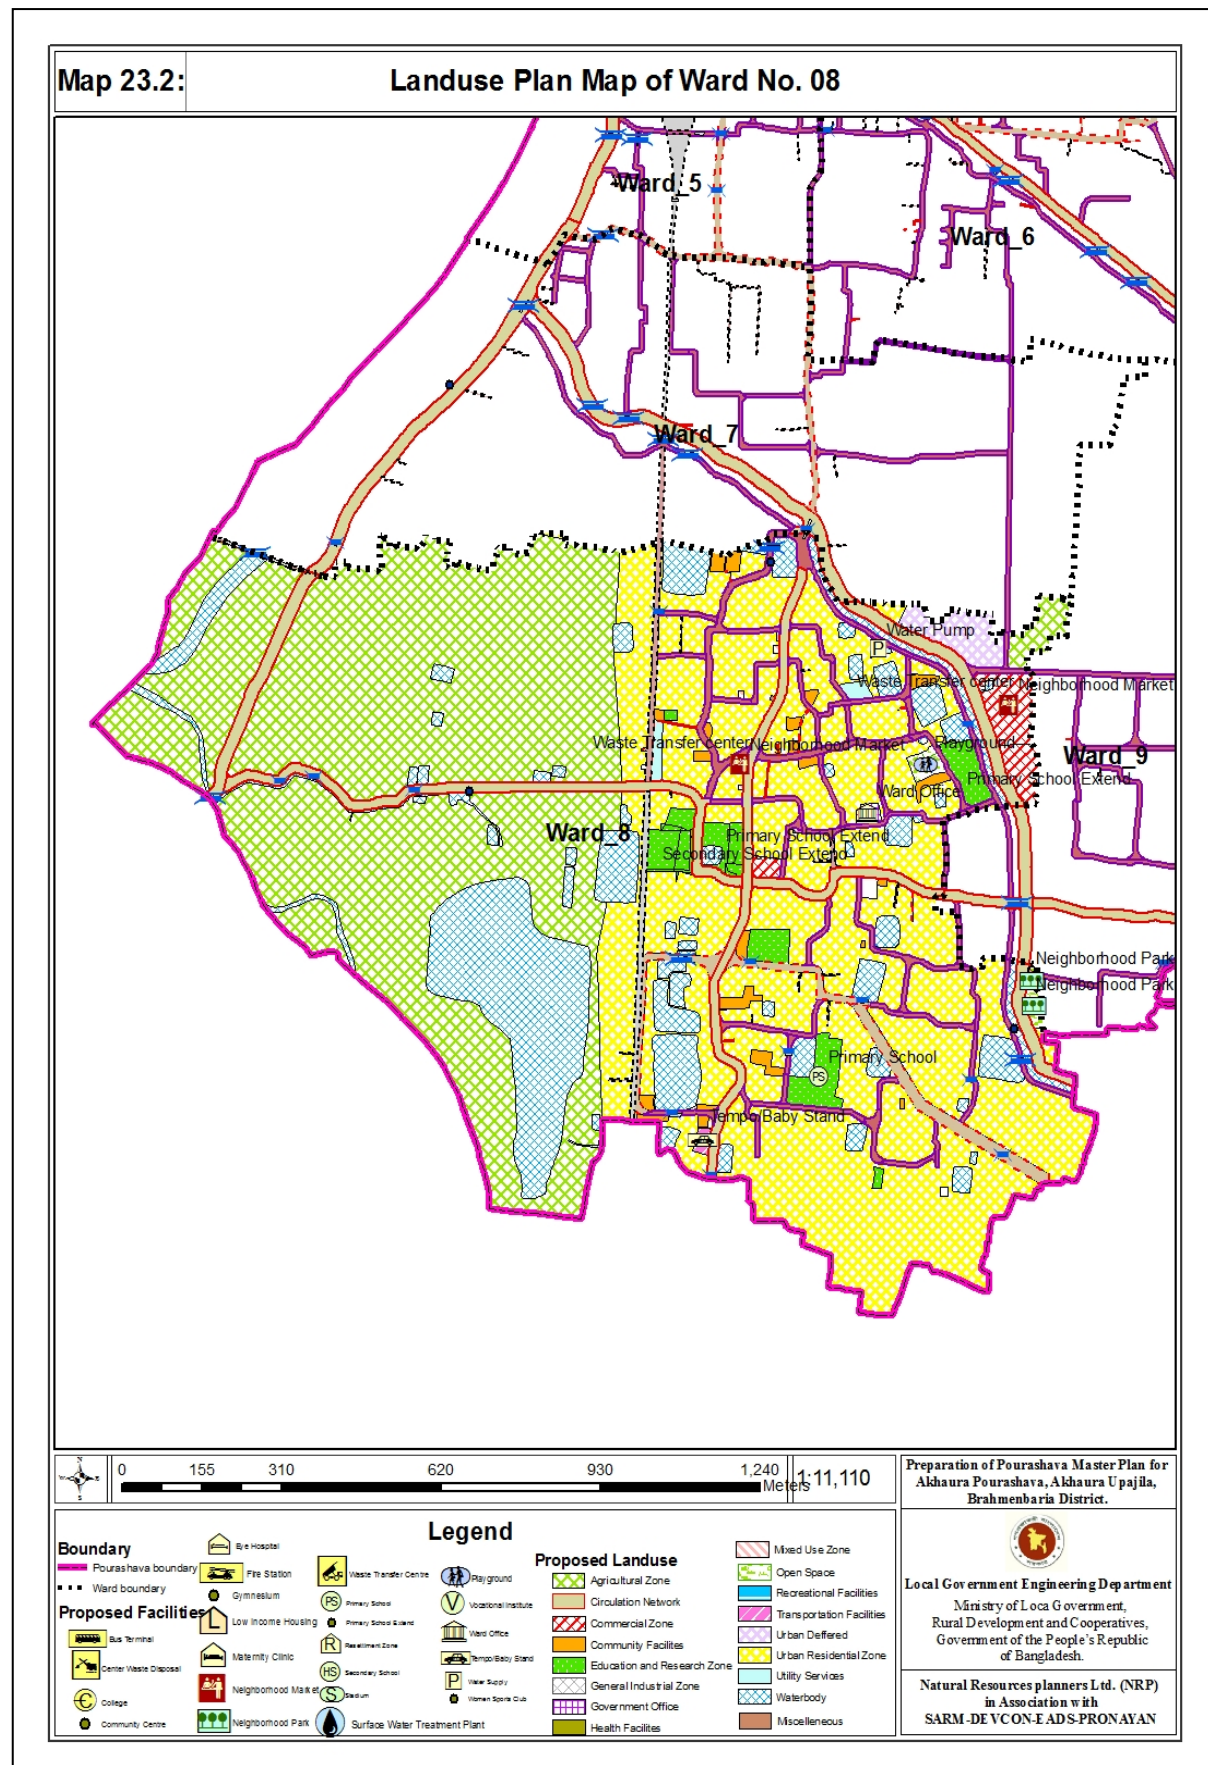 Map 23.2:
Landuse Plan Map of Ward No. 08
Ward_5
Ward_6
Ward_7
Water Pump
P
Waste Transfer center
Neighborhood Market
Waste Transfer center
Neighborhood Market
Playground
Ward_9
Primary School Extend
Ward Office
Ward_8
Primary School Extend
Secondary School Extend
Neighborhood Park
Neighborhood Park
Primary School
PS
Tempo/Baby Stand
N
W E
S
0 155 310 620 930 1,240
Meters
1:11,110
Legend
Boundary
Pourashava boundary
Ward boundary
Proposed Facilities
Bus Terminal
Center Waste Disposal
College
Community Centre
Eye Hospital
Fire Station
Gymnesium
L Low Income Housing
Maternity Clinic
Neighborhood Market
Neighborhood Park
Waste Transfer Centre
PS Primary School
Primary School Extend
R Resetlment Zone
HS Secondary School
S Stadium
Surface Water Treatment Plant
Playground
V Vocational Institute
Ward Office
Tempo/Baby Stand
P Water Supply
Women Sports Club
Proposed Landuse
Agricultural Zone
Circulation Network
Commercial Zone
Community Facilites
Education and Research Zone
General Industrial Zone
Government Office
Health Facilites
Mixed Use Zone
Open Space
Recreational Facilities
Transportation Facilities
Urban Deffered
Urban Residential Zone
Utility Services
Waterbody
Miscelleneous
Preparation of Pourashava Master Plan for
Akhaura Pourashava, Akhaura Upajila,
Brahmenbaria District.
Local Government Engineering Department
Ministry of Loca Government,
Rural Development and Cooperatives,
Government of the People's Republic
of Bangladesh.
Natural Resources planners Ltd. (NRP)
in Association with
SARM-DEVCON-EADS-PRONAYAN